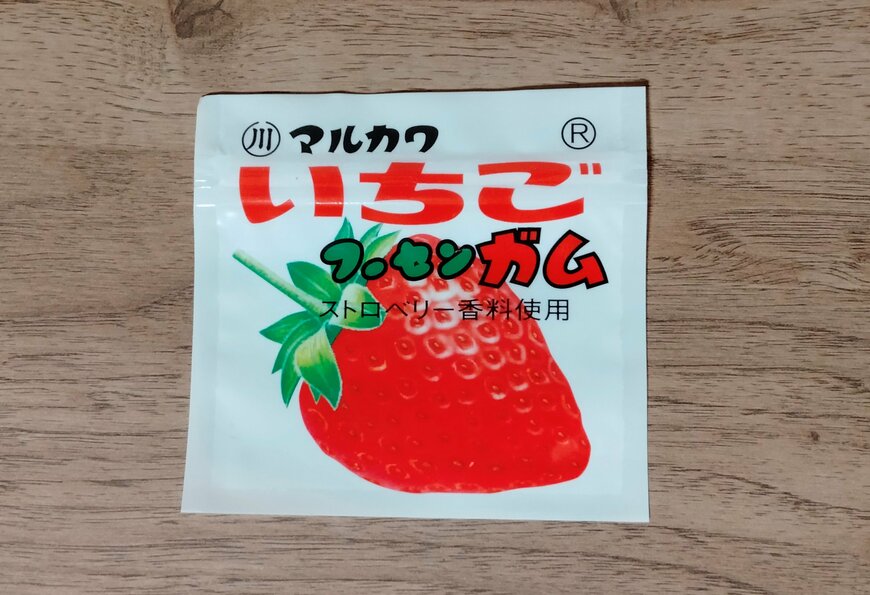 ㊫ マルカワ ®
いちご
フーセンガム
ストロベリー香料使用